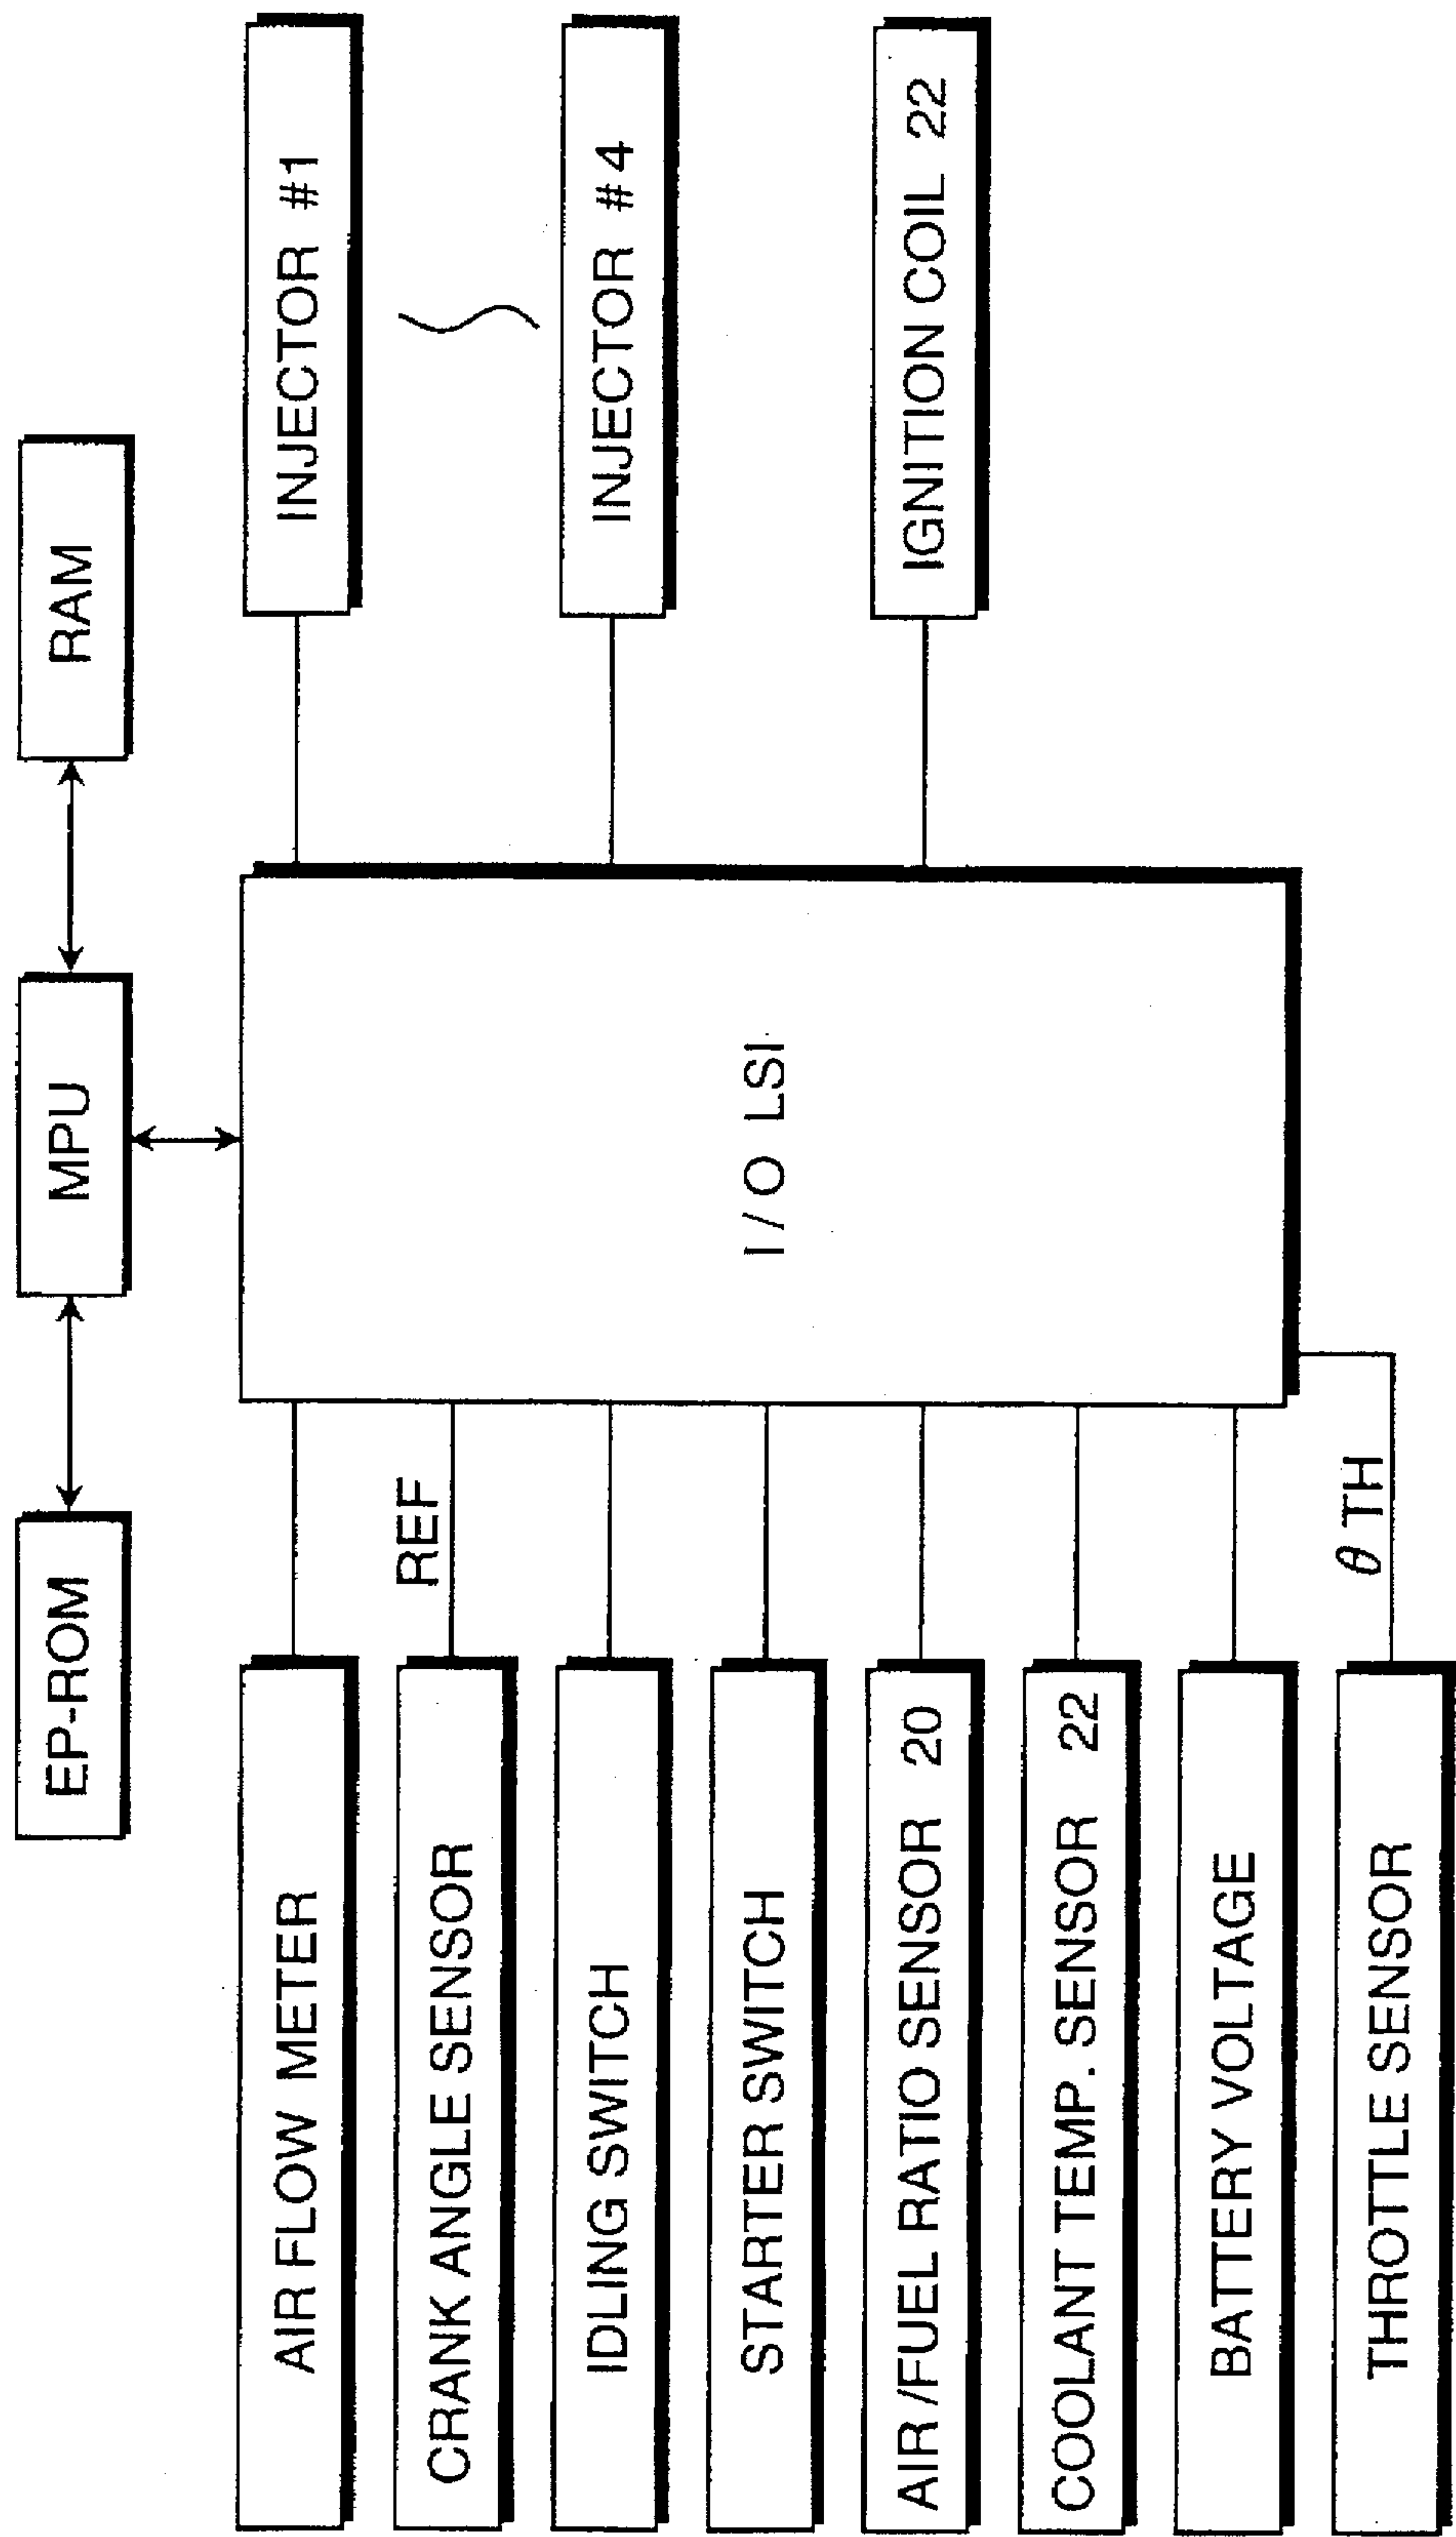 EP-ROM
MPU
RAM
AIR FLOW METER
CRANK ANGLE SENSOR
REF
IDLING SWITCH
STARTER SWITCH
AIR /FUEL RATIO SENSOR 20
COOLANT TEMP. SENSOR 22
BATTERY VOLTAGE
THROTTLE SENSOR
θ TH
I / O LSI
INJECTOR #1
INJECTOR #4
IGNITION COIL 22